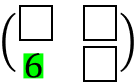 ( □ □
6 □ )